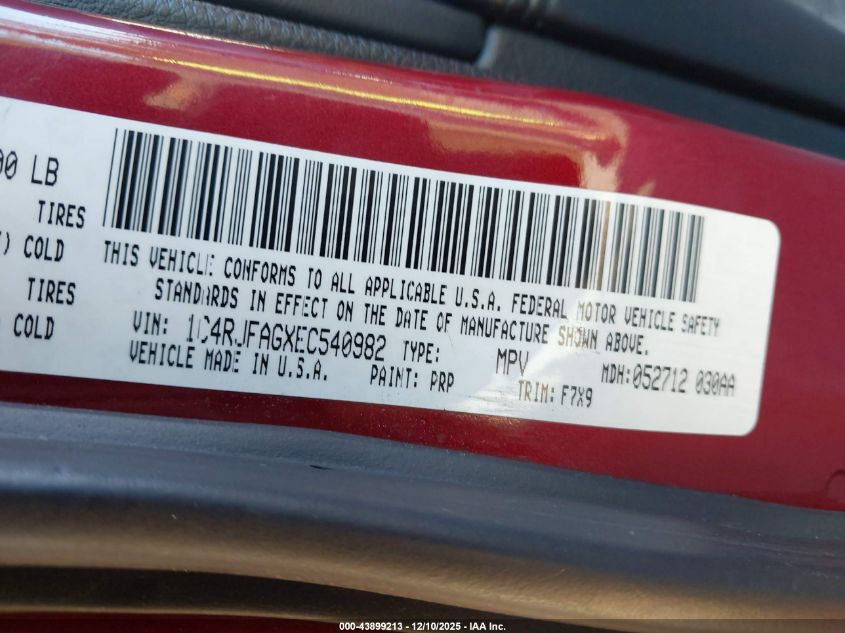 00 LB
TIRES
) COLD
TIRES
) COLD
THIS VEHICLE CONFORMS TO ALL APPLICABLE U.S.A. FEDERAL MOTOR VEHICLE SAFETY
STANDARDS IN EFFECT ON THE DATE OF MANUFACTURE SHOWN ABOVE.
VIN: 1C4RJFAGXEC540982 TYPE: MPV MDH:052712 030AA
VEHICLE MADE IN U.S.A. PAINT: PRP TRIM: F7X9
000-43899213 - 12/10/2025 - IAA Inc.